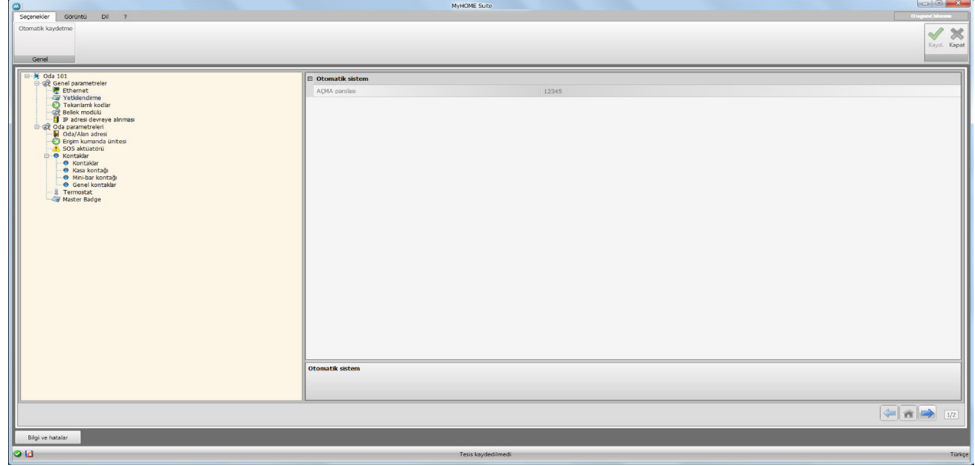 MyHOME Suite
Seçenekler Görüntü Dil ?
Otomatik kaydetme
Kayd. Kapat
Genel
Oda 101
Genel parametreler
Ethernet
Yetkilendirme
Tekanlamlı kodlar
Bellek modülü
IP adresi devreye alınması
Oda parametreleri
Oda/Alan adresi
Erişim kumanda ünitesi
SOS aktüatörü
Kontaklar
Kontaklar
Kasa kontağı
Mini-bar kontağı
Genel kontaklar
Termostat
Master Badge
Otomatik sistem
AÇMA parolası 12345
Otomatik sistem
1/2
Bilgi ve hatalar
Tesis kaydedilmedi Türkçe